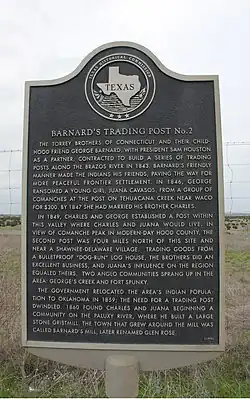 TEXAS HISTORICAL COMMISSION
TEXAS
BARNARD'S TRADING POST No. 2
THE TORREY BROTHERS OF CONNECTICUT, AND THEIR CHILD-
HOOD FRIEND GEORGE BARNARD, WITH PRESIDENT SAM HOUSTON
AS A PARTNER, CONTRACTED TO BUILD A SERIES OF TRADING
POSTS ALONG THE BRAZOS RIVER IN 1843. BARNARD'S FRIENDLY
MANNER MADE THE INDIANS HIS FRIENDS, PAVING THE WAY FOR
MORE PEACEFUL FRONTIER SETTLEMENT. IN 1846, GEORGE
RANSOMED A YOUNG GIRL, JUANA CAVASOS, FROM A GROUP OF
COMANCHES AT THE POST ON TEHUACANA CREEK, NEAR WACO
FOR $300. BY 1847 SHE HAD MARRIED HIS BROTHER CHARLES.
IN 1849, CHARLES AND GEORGE ESTABLISHED A POST WITHIN
THIS VALLEY WHERE CHARLES AND JUANA WOULD LIVE, IN
VIEW OF COMANCHE PEAK IN MODERN-DAY HOOD COUNTY. THE
SECOND POST WAS FOUR MILES NORTH OF THIS SITE AND
NEAR A SHAWNEE-DELAWARE VILLAGE. TRADING GOODS FROM
A BULLETPROOF "DOG-RUN" LOG HOUSE, THE BROTHERS DID AN
EXCELLENT BUSINESS, AND JUANA'S INFLUENCE ON THE REGION
EQUALED THEIRS. TWO ANGLO COMMUNITIES SPRANG UP IN THE
AREA: GEORGE'S CREEK AND FORT SPUNKY.
THE GOVERNMENT RELOCATED THE AREA'S INDIAN POPULA-
TION TO OKLAHOMA IN 1859; THE NEED FOR A TRADING POST
DWINDLED. 1860 FOUND CHARLES AND JUANA BEGINNING A
COMMUNITY ON THE PALUXY RIVER, WHERE HE BUILT A LARGE
STONE GRISTMILL. THE TOWN THAT GREW AROUND THE MILL WAS
CALLED BARNARD'S MILL, LATER RENAMED GLEN ROSE.